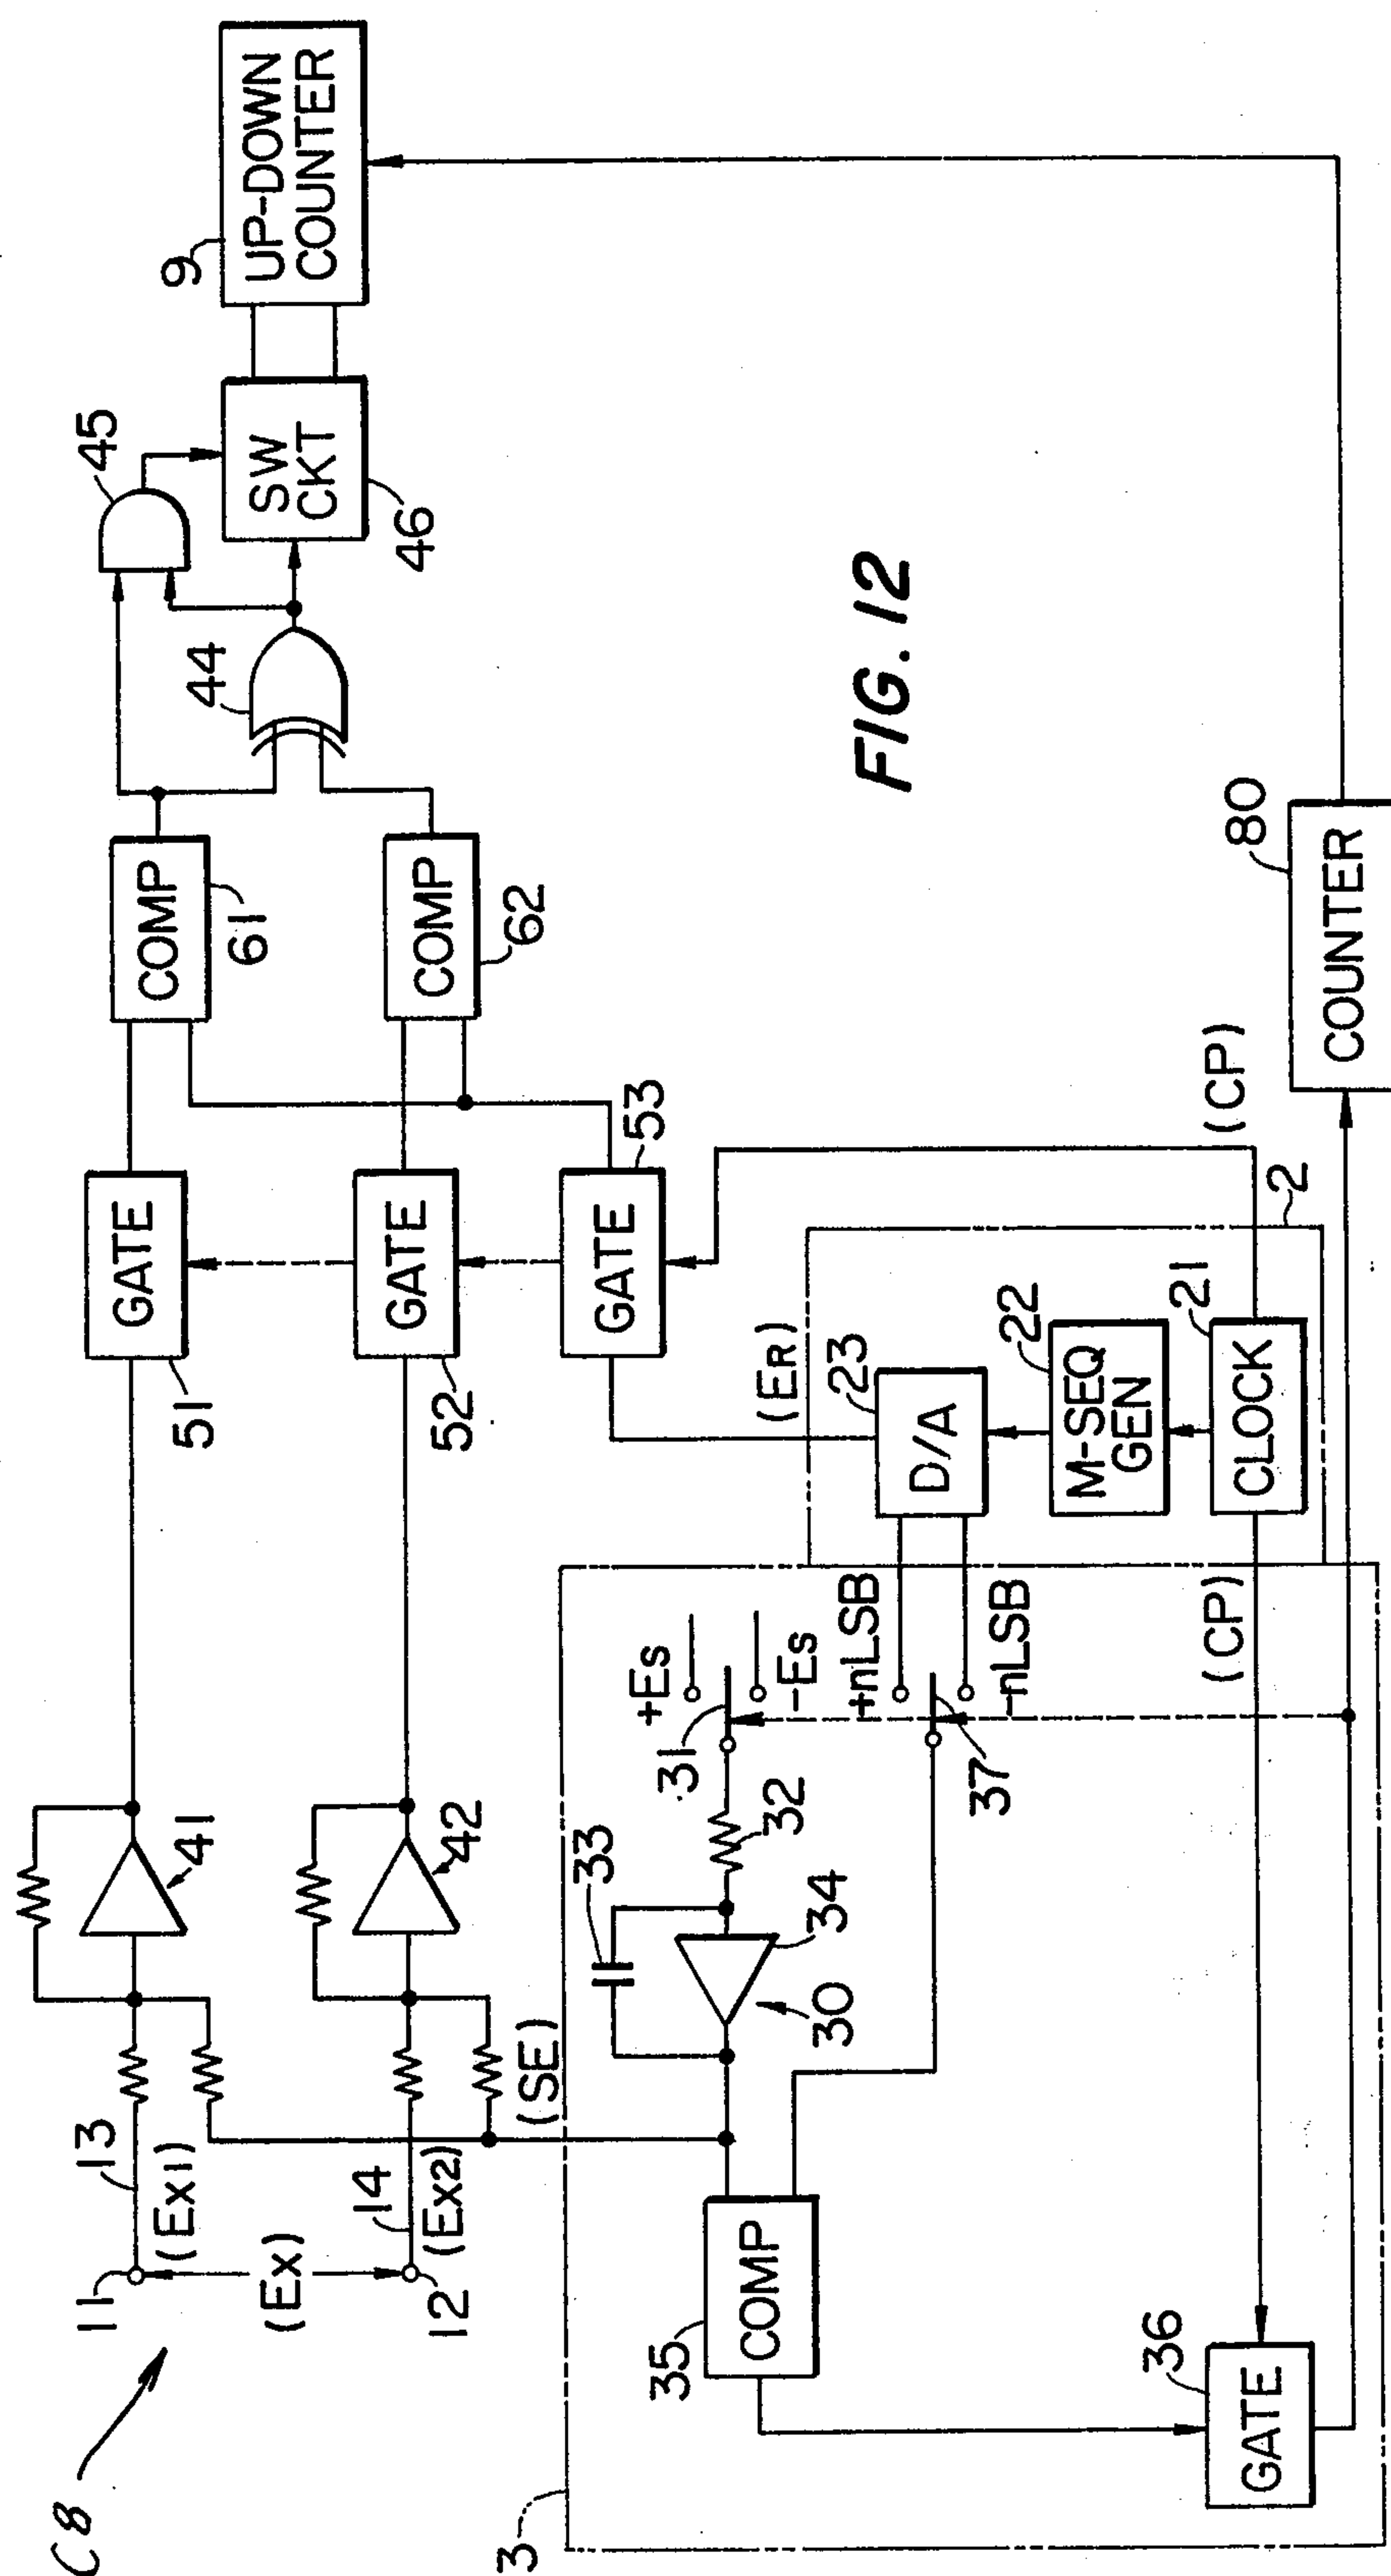 C8
11
13
(Ex1)
(Ex)
12
14
(Ex2)
41
42
(SE)
51
GATE
52
GATE
53
GATE
COMP
61
COMP
62
44
45
SW
CKT
46
9
UP-DOWN
COUNTER
FIG. 12
3
35
COMP
33
34
30
32
31
+Es
-Es
+nLSB
-nLSB
37
36
GATE
(CP)
(ER)
23
D/A
22
M-SEQ
GEN
21
CLOCK
2
(CP)
80
COUNTER